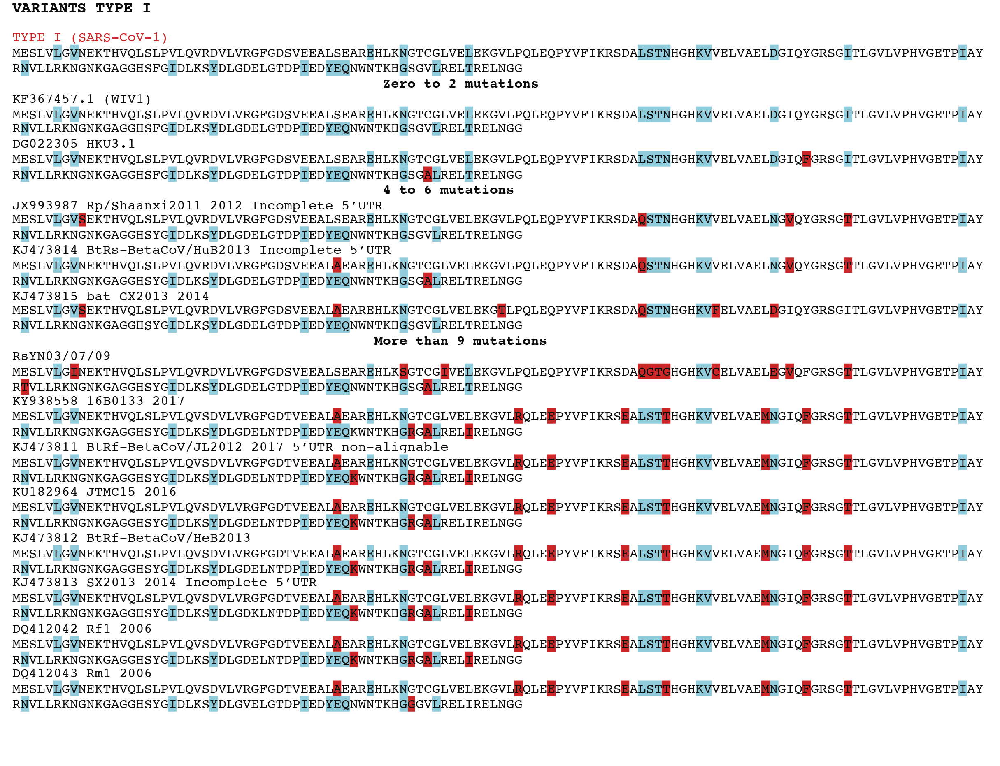 VARIANTS TYPE I
TYPE I (SARS-CoV-1)
MESLVLGVNEKTHVQLSLPVLQVRDVLVRGFGDSVEEALSEAREHLKNGTCGLVELEKGVLPQLEQPYVFIKRSDALSTNHGHKVVELVAELDGIQYGRSGITLGVLVPHVGETPIAY
RNVLLRKNGNKGAGGHSFGIDLKSYDLGDELGTDPIEDYEQNWNTKHGSGVLRELTRELNGG
Zero to 2 mutations
KF367457.1 (WIV1)
MESLVLGVNEKTHVQLSLPVLQVRDVLVRGFGDSVEEALSEAREHLKNGTCGLVELEKGVLPQLEQPYVFIKRSDALSTNHGHKVVELVAELDGIQYGRSGITLGVLVPHVGETPIAY
RNVLLRKNGNKGAGGHSFGIDLKSYDLGDELGTDPIEDYEQNWNTKHGSGVLRELTRELNGG
DG022305 HKU3.1
MESLVLGVNEKTHVQLSLPVLQVRDVLVRGFGDSVEEALSEAREHLKNGTCGLVELEKGVLPQLEQPYVFIKRSDALSTNHGHKVVELVAELDGIQFGRSGITLGVLVPHVGETPIAY
RNVLLRKNGNKGAGGHSFGIDLKSYDLGDELGTDPIEDYEQNWNTKHGSGALRELTRELNGG
4 to 6 mutations
JX993987 Rp/Shaanxi2011 2012 Incomplete 5’UTR
MESLVLGVSEKTHVQLSLPVLQVRDVLVRGFGDSVEEALSEAREHLKNGTCGLVELEKGVLPQLEQPYVFIKRSDAQSTNHGHKVVELVAELNGVQYGRSGTTLGVLVPHVGETPIAY
RNVLLRKNGNKGAGGHSYGIDLKSYDLGDELGTDPIEDYEQNWNTKHGSGVLRELTRELNGG
KJ473814 BtRs-BetaCoV/HuB2013 Incomplete 5’UTR
MESLVLGVNEKTHVQLSLPVLQVRDVLVRGFGDSVEEALAEAREHLKNGTCGLVELEKGVLPQLEQPYVFIKRSDAQSTNHGHKVVELVAELNGVQYGRSGTTLGVLVPHVGETPIAY
RNVLLRKNGNKGAGGHSYGIDLKSYDLGDELGTDPIEDYEQNWNTKHGSGALRELTRELNGG
KJ473815 bat GX2013 2014
MESLVLGVSEKTHVQLSLPVLQVRDVLVRGFGDSVEEALAEAREHLKNGTCGLVELEKGTLPQLEQPYVFIKRSDAQSTNHGHKVFELVAELDGIQYGRSGITLGVLVPHVGETPIAY
RNVLLRKNGNKGAGGHSYGIDLKSYDLGDELGTDPIEDYEQNWNTKHGSGVLRELTRELNGG
More than 9 mutations
RsYN03/07/09
MESLVLGINEKTHVQLSLPVLQVRDVLVRGFGDSVEEALSEAREHLKSGTCGIVELEKGVLPQLEQPYVFIKRSDAQGTGHGHKVCELVAELEGVQFGRSGTTLGVLVPHVGETPIAY
RTVLLRKNGNKGAGGHSYGIDLKSYDLGDELGTDPIEDYEQNWNTKHGSGALRELTRELNGG
KY938558 16B0133 2017
MESLVLGVNEKTHVQLSLPVLQVSDVLVRGFGDTVEEALAEAREHLKNGTCGLVELEKGVLRQLEEPYVFIKRSEALSTTHGHKVVELVAEMNGIQFGRSGTTLGVLVPHVGETPIAY
RNVLLRKNGNKGAGGHSYGIDLKSYDLGDELNTDPIEDYEQKWNTKHGRGALRELIRELNGG
KJ473811 BtRf-BetaCoV/JL2012 2017 5’UTR non-alignable
MESLVLGVNEKTHVQLSLPVLQVSDVLVRGFGDTVEEALAEAREHLKNGTCGLVELEKGVLRQLEEPYVFIKRSEALSTTHGHKVVELVAEMNGIQFGRSGTTLGVLVPHVGETPIAY
RNVLLRKNGNKGAGGHSYGIDLKSYDLGDELNTDPIEDYEQKWNTKHGRGALRELIRELNGG
KU182964 JTMC15 2016
MESLVLGVNEKTHVQLSLPVLQVSDVLVRGFGDTVEEALAEAREHLKNGTCGLVELEKGVLRQLEEPYVFIKRSEALSTTHGHKVVELVAEMNGIQFGRSGTTLGVLVPHVGETPIAY
RNVLLRKNGNKGAGGHSYGIDLKSYDLGDELNTDPIEDYEQKWNTKHGRGALRELIRELNGG
KJ473812 BtRf-BetaCoV/HeB2013
MESLVLGVNEKTHVQLSLPVLQVSDVLVRGFGDTVEEALAEAREHLKNGTCGLVELEKGVLRQLEEPYVFIKRSEALSTTHGHKVVELVAEMNGIQFGRSGTTLGVLVPHVGETPIAY
RNVLLRKNGNKGAGGHSYGIDLKSYDLGDELNTDPIEDYEQKWNTKHGRGALRELIRELNGG
KJ473813 SX2013 2014 Incomplete 5’UTR
MESLVLGVNEKTHVQLSLPVLQVSDVLVRGFGDTVEEALAEAREHLKNGTCGLVELEKGVLRQLEEPYVFIKRSEALSTTHGHKVVELVAEMNGIQFGRSGTTLGVLVPHVGETPIAY
RNVLLRKNGNKGAGGHSYGIDLKSYDLGDKLNTDPIEDYEQKWNTKHGRGALRELIRELNGG
DQ412042 Rf1 2006
MESLVLGVNEKTHVQLSLPVLQVSDVLVRGFGDTVEEALAEAREHLKNGTCGLVELEKGVLRQLEEPYVFIKRSEALSTTHGHKVVELVAEMNGIQFGRSGTTLGVLVPHVGETPIAY
RNVLLRKNGNKGAGGHSYGIDLKSYDLGDELNTDPIEDYEQKWNTKHGRGALRELIRELNGG
DQ412043 Rm1 2006
MESLVLGVNEKTHVQLSLPVLQVSDVLVRGFGDTVEEALAEAREHLKNGTCGLVELEKGVLRQLEEPYVFIKRSEALSTTHGHKVVELVAEMNGIQFGRSGTTLGVLVPHVGETPIAY
RNVLLRKNGNKGAGGHSYGIDLKSYDLGVELGTDPIEDYEQNWNTKHGGGVLRELIRELNGG